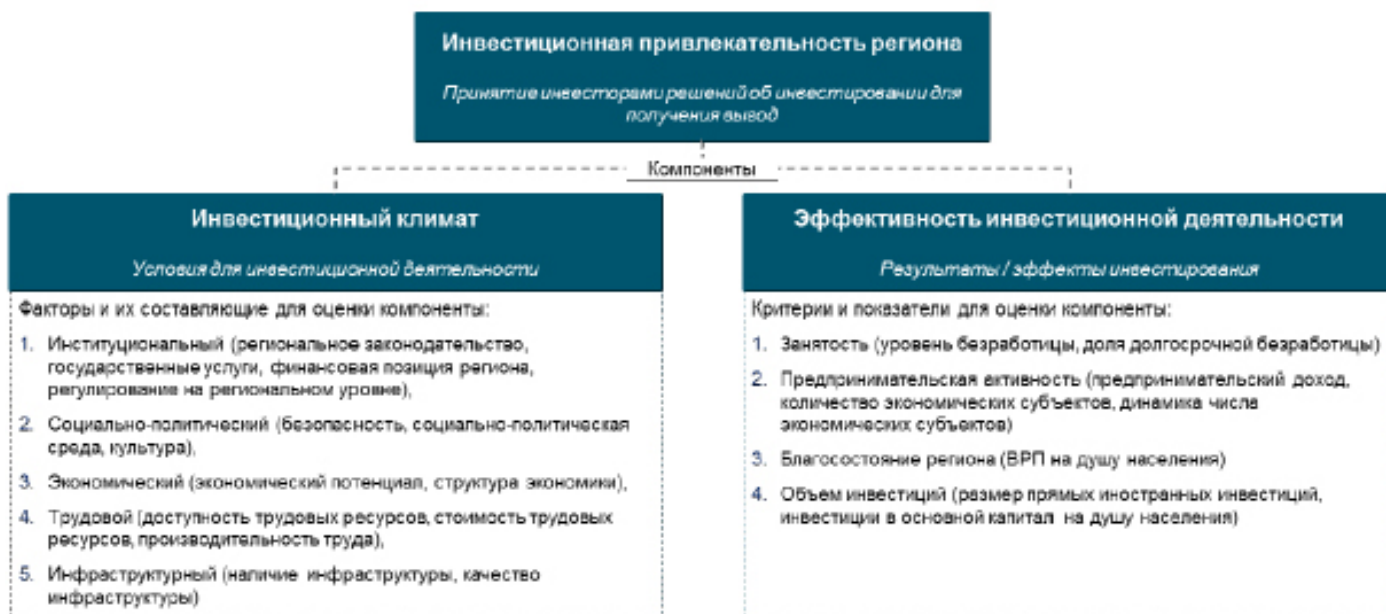 Инвестиционная привлекательность региона
Принятие инвесторами решений об инвестировании для
получения выгод
Компоненты
Инвестиционный климат
Условия для инвестиционной деятельности
Факторы и их составляющие для оценки компоненты:
1. Институциональный (региональное законодательство,
государственные услуги, финансовая позиция региона,
регулирование на региональном уровне),
2. Социально-политический (безопасность, социально-политическая
среда, культура),
3. Экономический (экономический потенциал, структура экономики),
4. Трудовой (доступность трудовых ресурсов, стоимость трудовых
ресурсов, производительность труда),
5. Инфраструктурный (наличие инфраструктуры, качество
инфраструктуры)
Эффективность инвестиционной деятельности
Результаты / эффекты инвестирования
Критерии и показатели для оценки компоненты:
1. Занятость (уровень безработицы, доля долгосрочной безработицы)
2. Предпринимательская активность (предпринимательский доход,
количество экономических субъектов, динамика числа
экономических субъектов)
3. Благосостояние региона (ВРП на душу населения)
4. Объем инвестиций (размер прямых иностранных инвестиций,
инвестиции в основной капитал на душу населения)